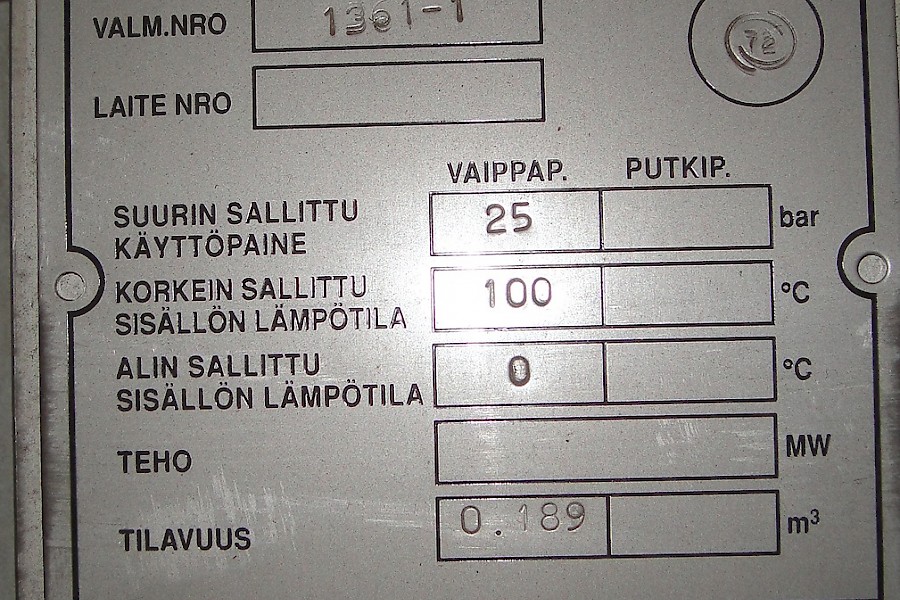 VALM.NRO 1361-1
72
LAITE NRO
VAIPPAP. PUTKIP.
SUURIN SALLITTU
KÄYTTÖPAINE 25 bar
KORKEIN SALLITTU
SISÄLLÖN LÄMPÖTILA 100 °C
ALIN SALLITTU
SISÄLLÖN LÄMPÖTILA 0 °C
TEHO MW
TILAVUUS 0.189 m³